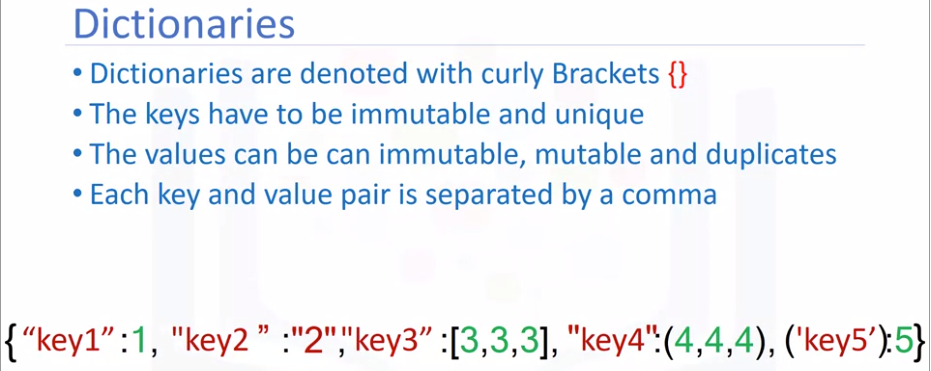 Dictionaries
• Dictionaries are denoted with curly Brackets {}
• The keys have to be immutable and unique
• The values can be can immutable, mutable and duplicates
• Each key and value pair is separated by a comma
{“key1” :1, "key2 ” :"2","key3” :[3,3,3], "key4":(4,4,4), ('key5’):5}